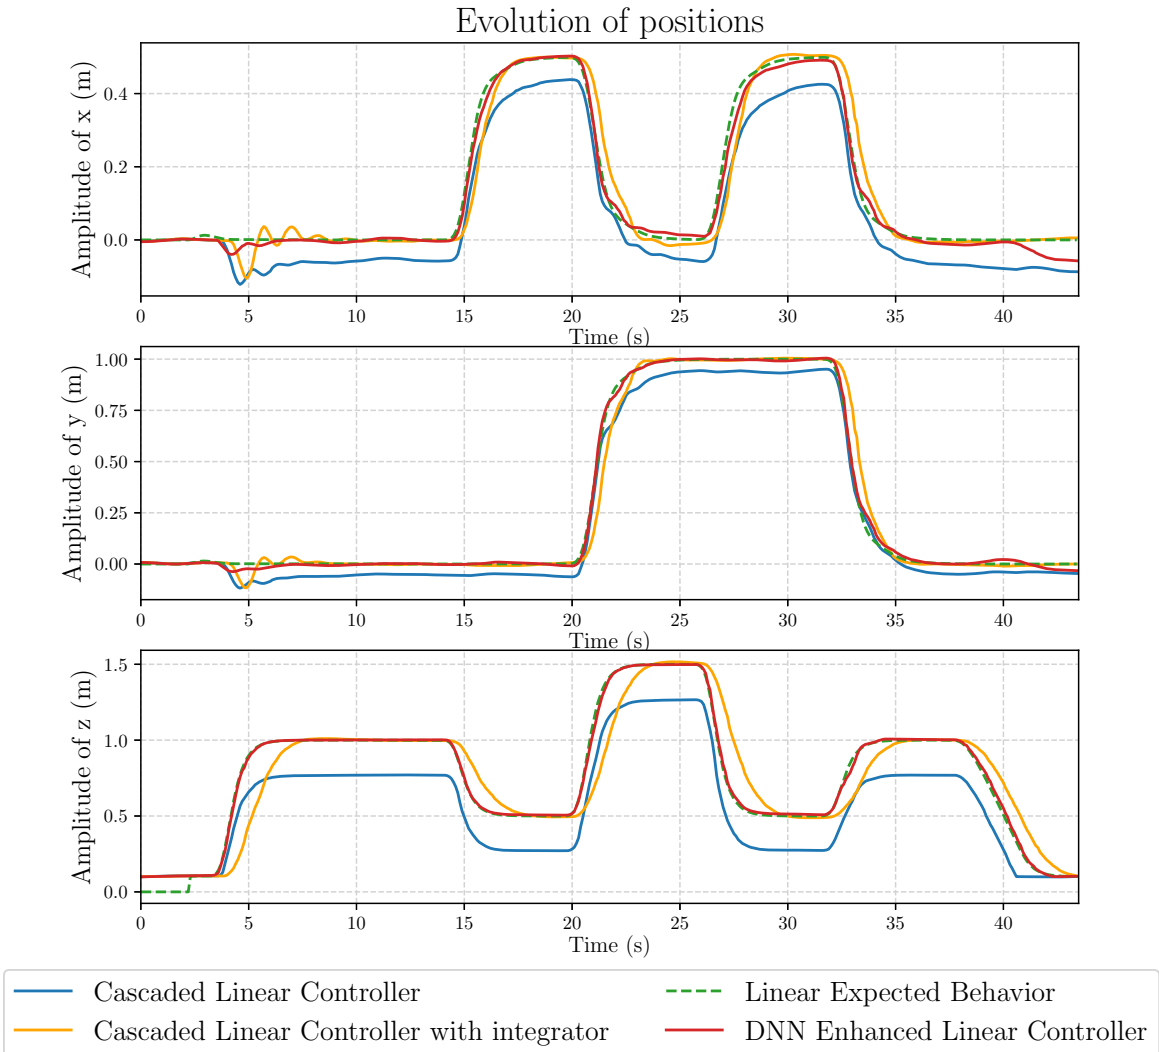 Evolution of positions
Amplitude of x (m)
0.4
0.2
0.0
0 5 10 15 20 25 30 35 40
Time (s)
Amplitude of y (m)
1.00
0.75
0.50
0.25
0.00
0 5 10 15 20 25 30 35 40
Time (s)
Amplitude of z (m)
1.5
1.0
0.5
0.0
0 5 10 15 20 25 30 35 40
Time (s)
Cascaded Linear Controller
Cascaded Linear Controller with integrator
Linear Expected Behavior
DNN Enhanced Linear Controller